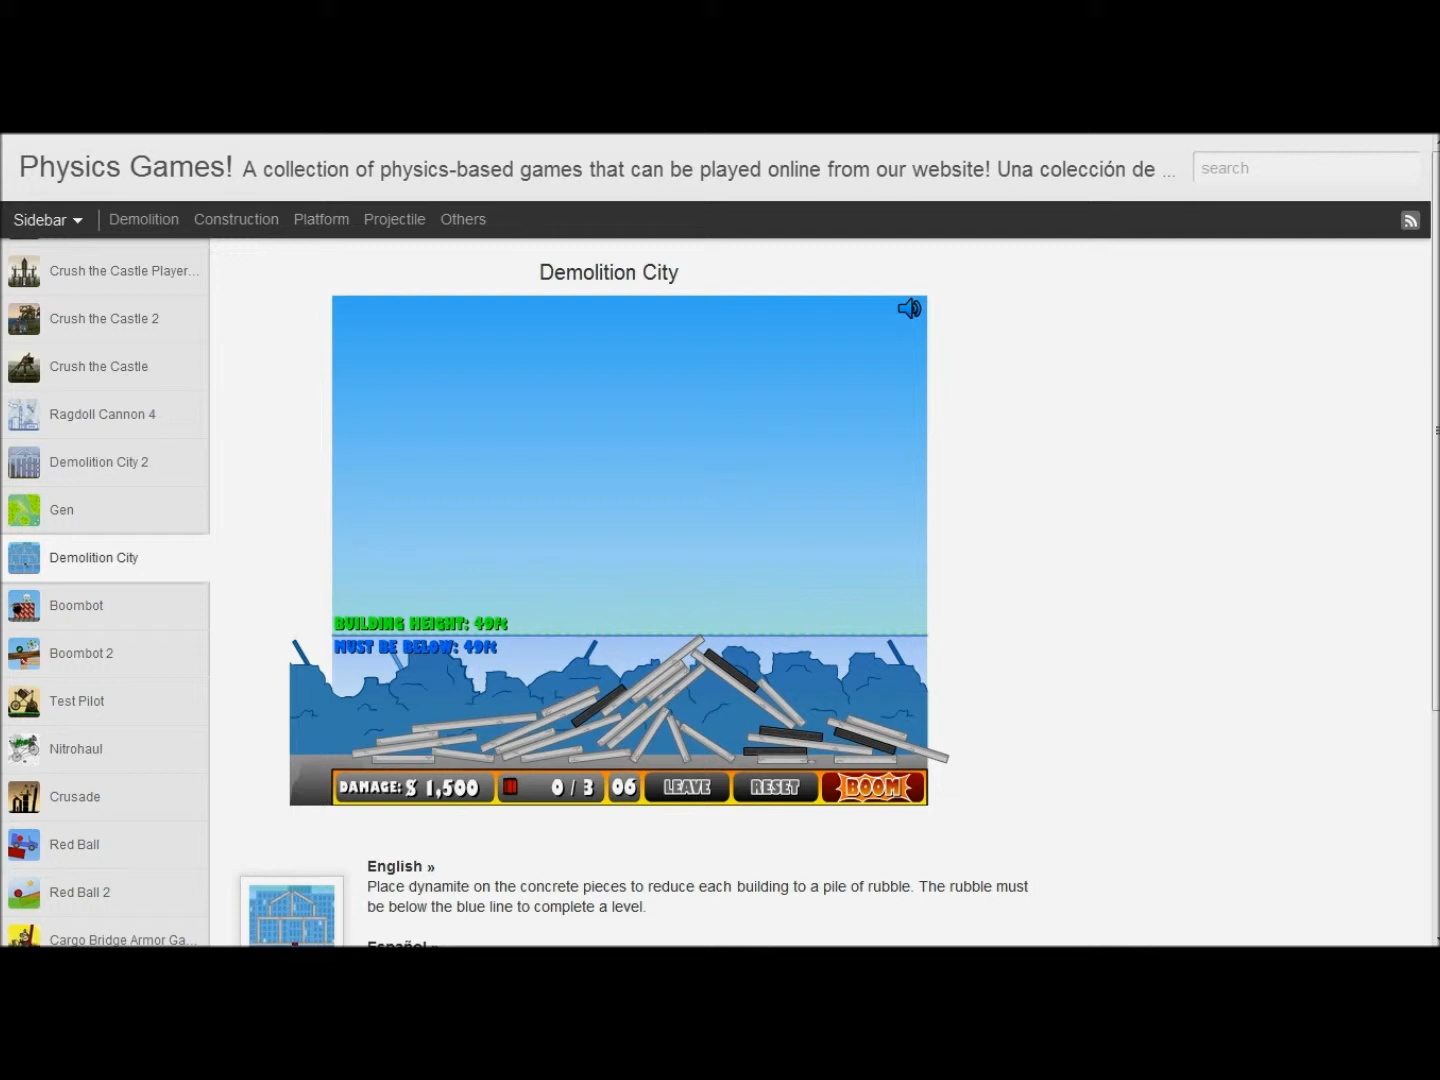 Physics Games! A collection of physics-based games that can be played online from our website! Una colección de ...
search
Sidebar
Demolition Construction Platform Projectile Others
Crush the Castle Player...
Crush the Castle 2
Crush the Castle
Ragdoll Cannon 4
Demolition City 2
Gen
Demolition City
Boombot
Boombot 2
Test Pilot
Nitrohaul
Crusade
Red Ball
Red Ball 2
Cargo Bridge Armor Ga...
Demolition City
BUILDING HEIGHT: 49ft
MUST BE BELOW: 49ft
DAMAGE: $ 1,500 0 / 3 06 LEAVE RESET BOOM
English »
Place dynamite on the concrete pieces to reduce each building to a pile of rubble. The rubble must
be below the blue line to complete a level.
Español »